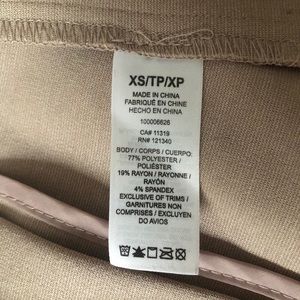 XS/TP/XP
MADE IN CHINA
FABRIQUÉ EN CHINE
HECHO EN CHINA
100006626
CA# 11319
RN# 121340
BODY / CORPS / CUERPO:
77% POLYESTER /
POLIÉSTER
19% RAYON / RAYONNE /
RAYÓN
4% SPANDEX
EXCLUSIVE OF TRIMS /
GARNITURES NON
COMPRISES / EXCLUYEN
DO AVIOS